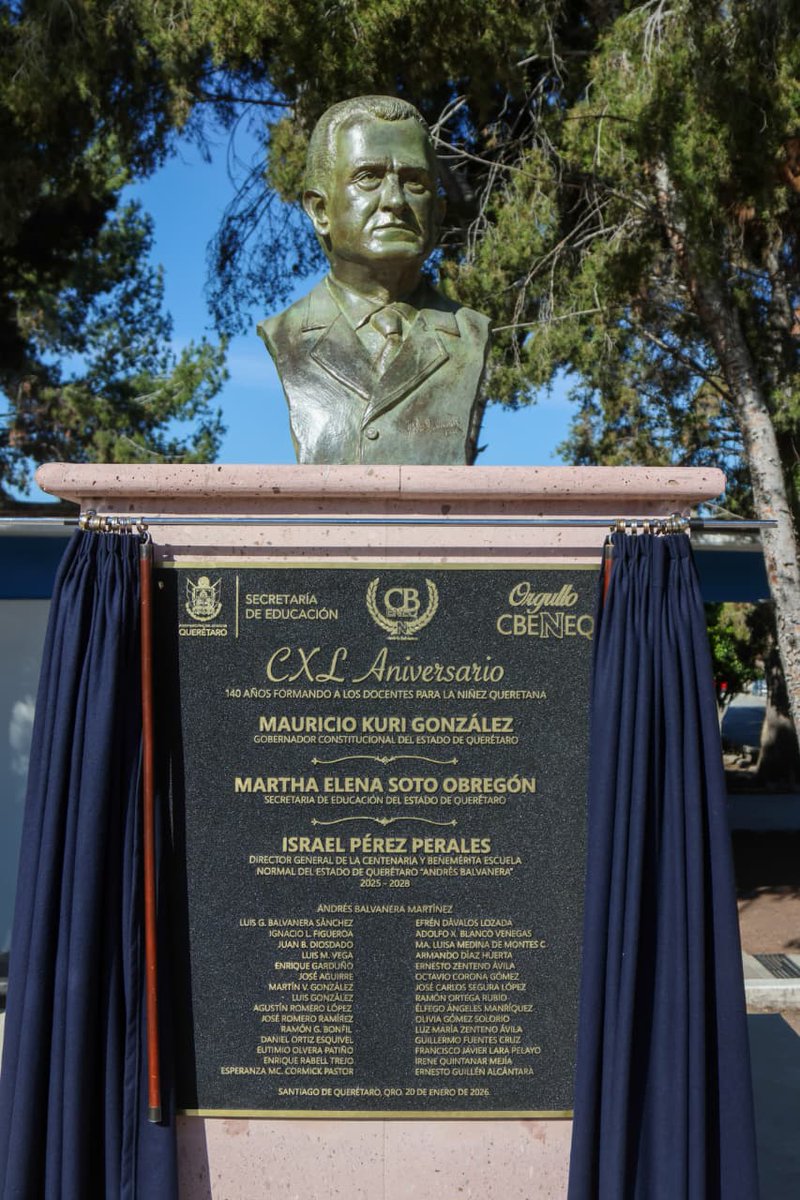 QUERÉTARO
SECRETARÍA
DE EDUCACIÓN
CB
Orgullo
CBENEQ
CXL Aniversario
140 AÑOS FORMANDO A LOS DOCENTES PARA LA NIÑEZ QUERETANA
MAURICIO KURI GONZÁLEZ
GOBERNADOR CONSTITUCIONAL DEL ESTADO DE QUERÉTARO
MARTHA ELENA SOTO OBREGÓN
SECRETARIA DE EDUCACIÓN DEL ESTADO DE QUERÉTARO
ISRAEL PÉREZ PERALES
DIRECTOR GENERAL DE LA CENTENARIA Y BENEMÉRITA ESCUELA
NORMAL DEL ESTADO DE QUERÉTARO "ANDRÉS BALVANERA"
2025 - 2028
ANDRÉS BALVANERA MARTÍNEZ
LUIS G. BALVANERA SÁNCHEZ
IGNACIO L. FIGUEROA
JUAN B. DIOSDADO
LUIS M. VEGA
ENRIQUE GARDUÑO
JOSÉ AGUIRRE
MARTÍN V. GONZÁLEZ
LUIS GONZÁLEZ
AGUSTÍN ROMERO LÓPEZ
JOSÉ ROMERO RAMÍREZ
RAMÓN G. BONFIL
DANIEL ORTIZ ESQUIVEL
EUTIMIO OLVERA PATIÑO
ENRIQUE RABELL TREJO
ESPERANZA MC. CORMICK PASTOR
EFRÉN DÁVALOS LOZADA
ADOLFO X. BLANCO VENEGAS
MA. LUISA MEDINA DE MONTES C.
ARMANDO DÍAZ HUERTA
ERNESTO ZENTENO ÁVILA
OCTAVIO CORONA GÓMEZ
JOSÉ CARLOS SEGURA LÓPEZ
RAMÓN ORTEGA RUBIO
ÉLFEGO ÁNGELES MANRÍQUEZ
OLIVIA GÓMEZ SOLORIO
LUZ MARÍA ZENTENO ÁVILA
GUILLERMO FUENTES CRUZ
FRANCISCO JAVIER LARA PELAYO
IRENE QUINTANAR MEJÍA
ERNESTO GUILLÉN ALCÁNTARA
SANTIAGO DE QUERÉTARO, QRO. 20 DE ENERO DE 2026.